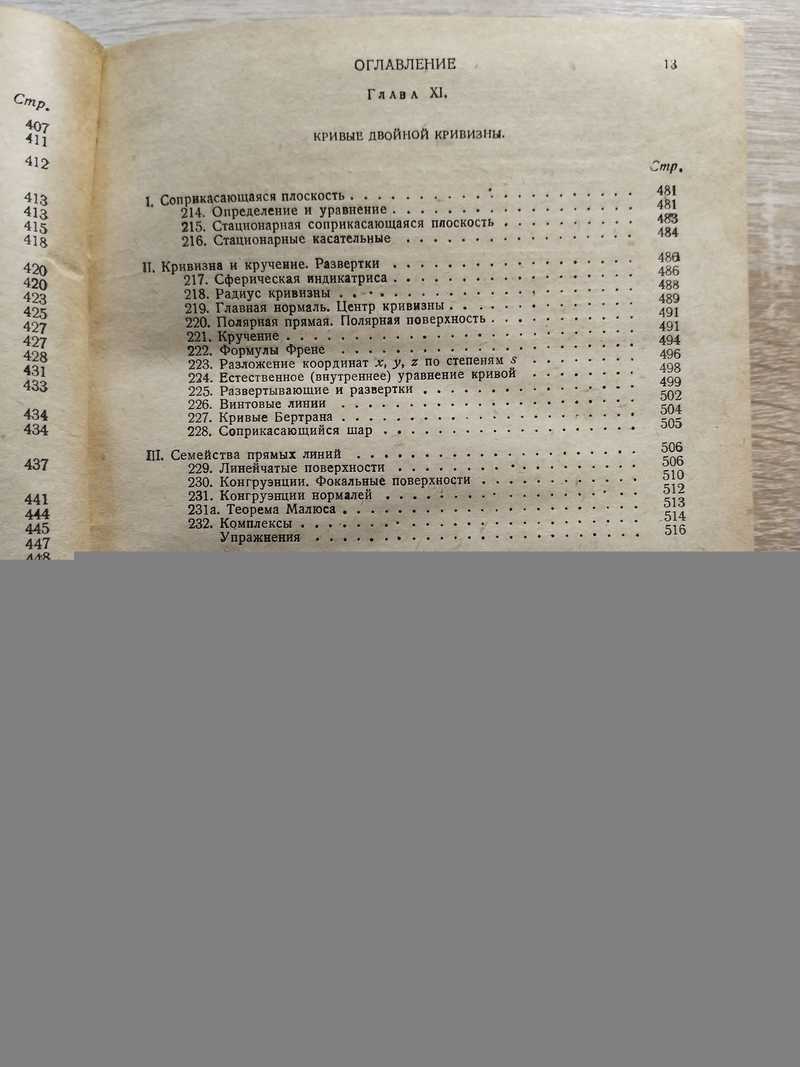 Стр.
407
411
412
413
413
415
418
420
420
423
425
427
427
428
431
433
434
434
437
441
444
445
447
448
ОГЛАВЛЕНИЕ 13
Глава XI.
КРИВЫЕ ДВОЙНОЙ КРИВИЗНЫ.
Стр.
I. Соприкасающаяся плоскость 481
214. Определение и уравнение 481
215. Стационарная соприкасающаяся плоскость 483
216. Стационарные касательные 484
II. Кривизна и кручение. Развертки 486
217. Сферическая индикатриса 486
218. Радиус кривизны 488
219. Главная нормаль. Центр кривизны 489
220. Полярная прямая. Полярная поверхность 491
221. Кручение 491
222. Формулы Френе 494
223. Разложение координат x, y, z по степеням s 496
224. Естественное (внутреннее) уравнение кривой 498
225. Развертывающие и развертки 499
226. Винтовые линии 502
227. Кривые Бертрана 504
228. Соприкасающийся шар 505
III. Семейства прямых линий 506
229. Линейчатые поверхности 506
230. Конгруэнции. Фокальные поверхности 510
231. Конгруэнции нормалей 512
231а. Теорема Малюса 513
232. Комплексы 514
Упражнения 516